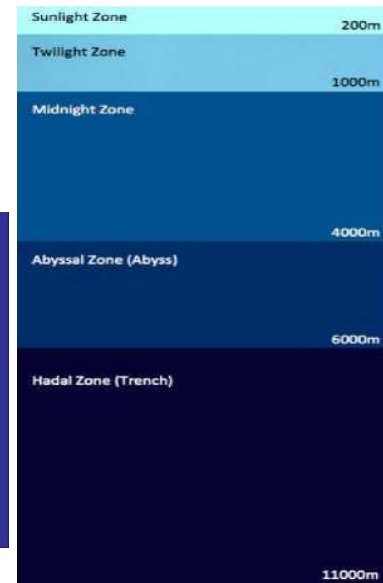 Sunlight Zone
200m
Twilight Zone
1000m
Midnight Zone
4000m
Abyssal Zone (Abyss)
6000m
Hadal Zone (Trench)
11000m